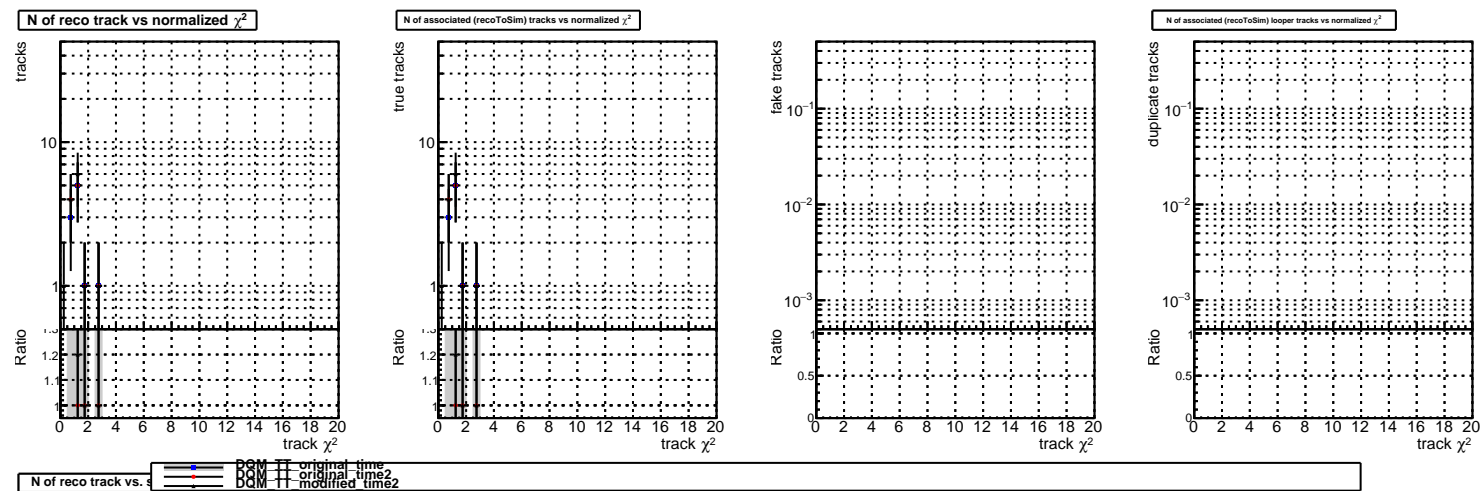 N of reco track vs normalized χ²
N of associated (recoToSim) tracks vs normalized χ²
N of associated (recoToSim) looper tracks vs normalized χ²
tracks
10
1
Ratio
1.2
1.1
1
0 2 4 6 8 10 12 14 16 18 20
track χ²
true tracks
10
1
Ratio
1.2
1.1
1
0 2 4 6 8 10 12 14 16 18 20
track χ²
fake tracks
10⁻¹
10⁻²
10⁻³
Ratio
1
0.5
0
0 2 4 6 8 10 12 14 16 18 20
track χ²
duplicate tracks
10⁻¹
10⁻²
10⁻³
Ratio
1
0.5
0
0 2 4 6 8 10 12 14 16 18 20
track χ²
N of reco track vs.
DQM_TT_original_time
DQM_TT_original_time2
DQM_TT_modified_time2